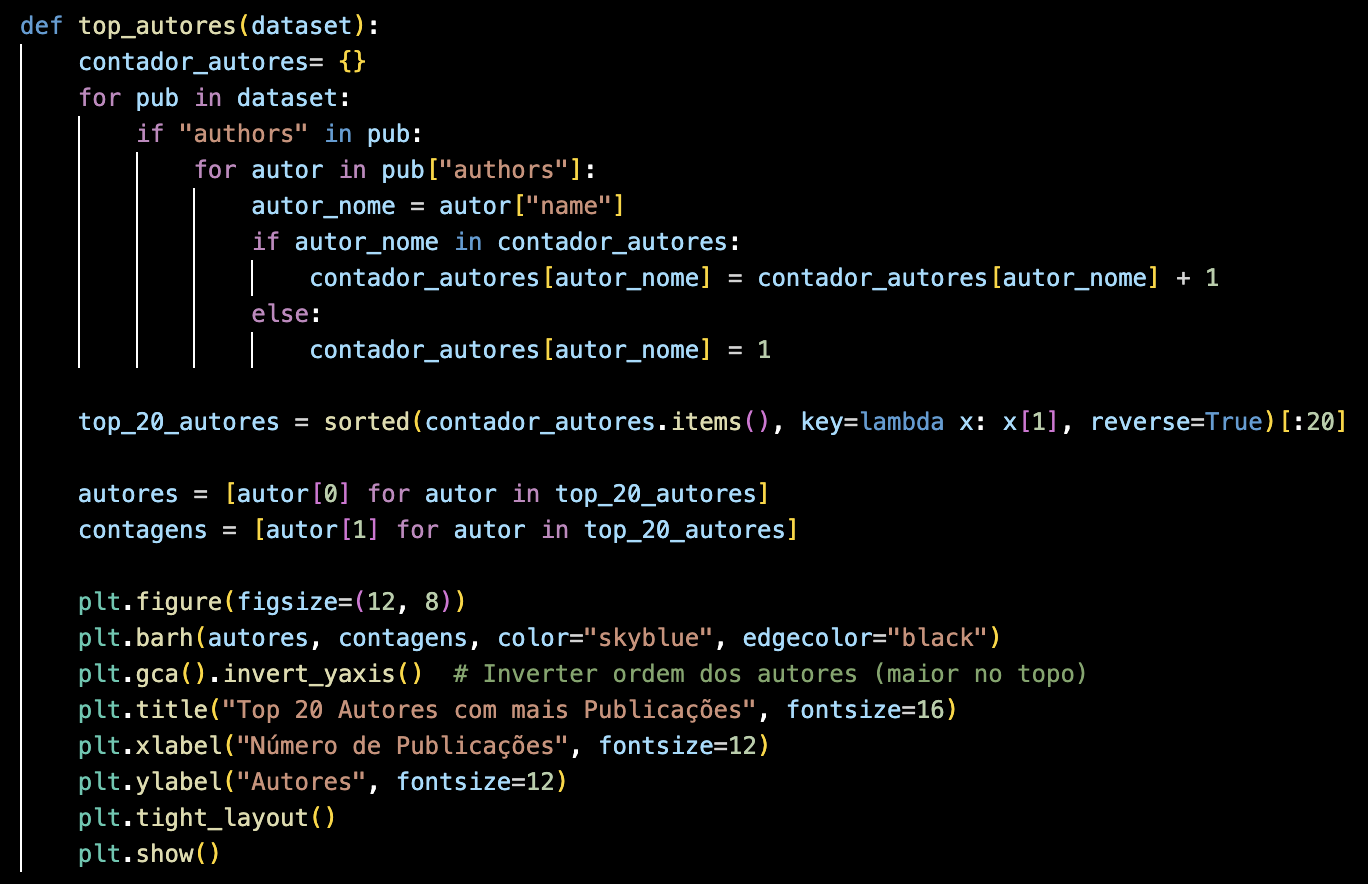 def top_autores(dataset):
    contador_autores= {}
    for pub in dataset:
        if "authors" in pub:
            for autor in pub["authors"]:
                autor_nome = autor["name"]
                if autor_nome in contador_autores:
                    contador_autores[autor_nome] = contador_autores[autor_nome] + 1
                else:
                    contador_autores[autor_nome] = 1

    top_20_autores = sorted(contador_autores.items(), key=lambda x: x[1], reverse=True)[:20]

    autores = [autor[0] for autor in top_20_autores]
    contagens = [autor[1] for autor in top_20_autores]

    plt.figure(figsize=(12, 8))
    plt.barh(autores, contagens, color="skyblue", edgecolor="black")
    plt.gca().invert_yaxis()  # Inverter ordem dos autores (maior no topo)
    plt.title("Top 20 Autores com mais Publicações", fontsize=16)
    plt.xlabel("Número de Publicações", fontsize=12)
    plt.ylabel("Autores", fontsize=12)
    plt.tight_layout()
    plt.show()